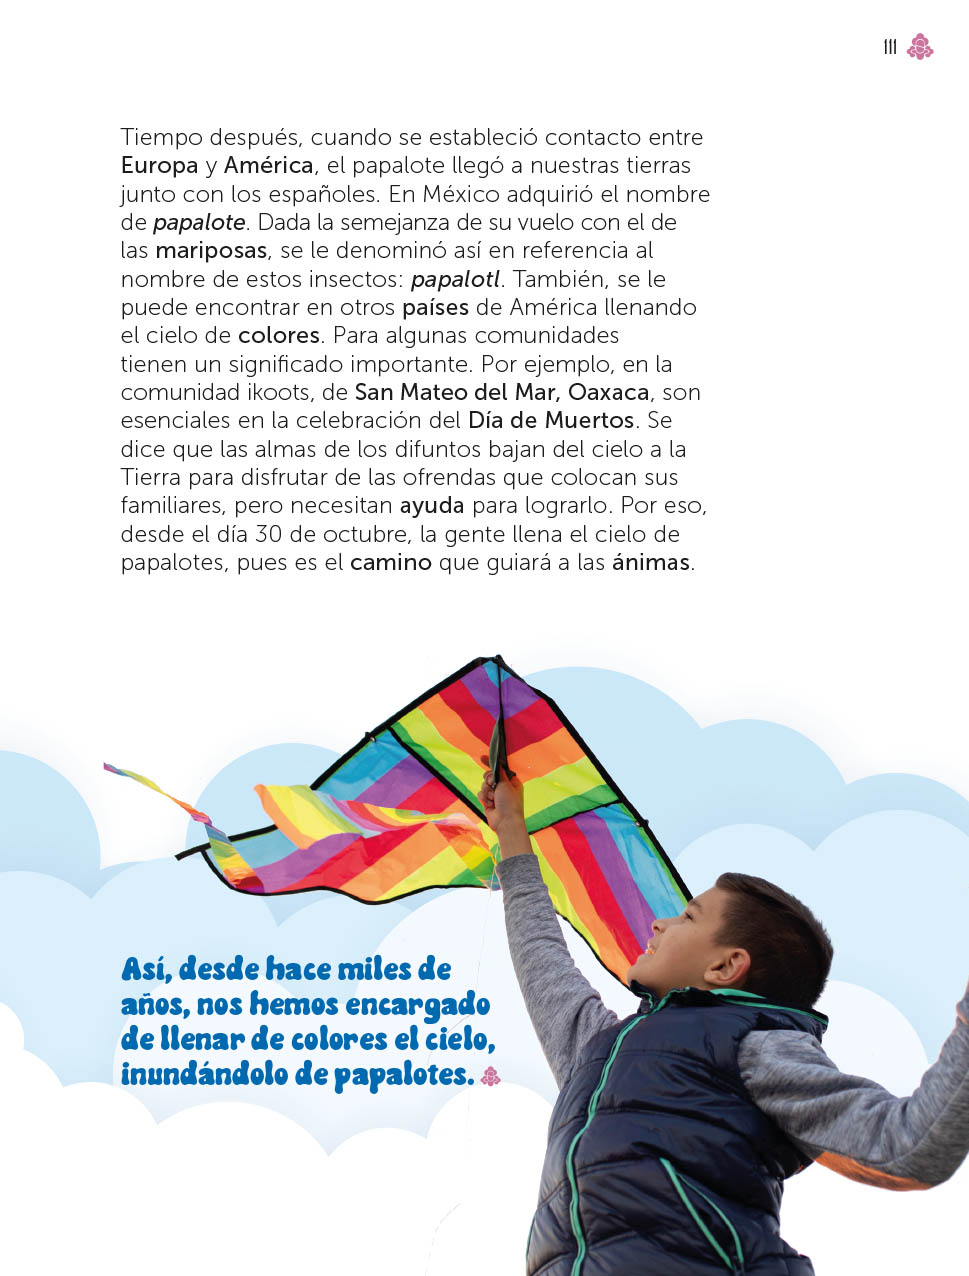 111
Tiempo después, cuando se estableció contacto entre
Europa y América, el papalote llegó a nuestras tierras
junto con los españoles. En México adquirió el nombre
de papalote. Dada la semejanza de su vuelo con el de
las mariposas, se le denominó así en referencia al
nombre de estos insectos: papalotl. También, se le
puede encontrar en otros países de América llenando
el cielo de colores. Para algunas comunidades
tienen un significado importante. Por ejemplo, en la
comunidad ikoots, de San Mateo del Mar, Oaxaca, son
esenciales en la celebración del Día de Muertos. Se
dice que las almas de los difuntos bajan del cielo a la
Tierra para disfrutar de las ofrendas que colocan sus
familiares, pero necesitan ayuda para lograrlo. Por eso,
desde el día 30 de octubre, la gente llena el cielo de
papalotes, pues es el camino que guiará a las ánimas.
Así, desde hace miles de
años, nos hemos encargado
de llenar de colores el cielo,
inundándolo de papalotes.